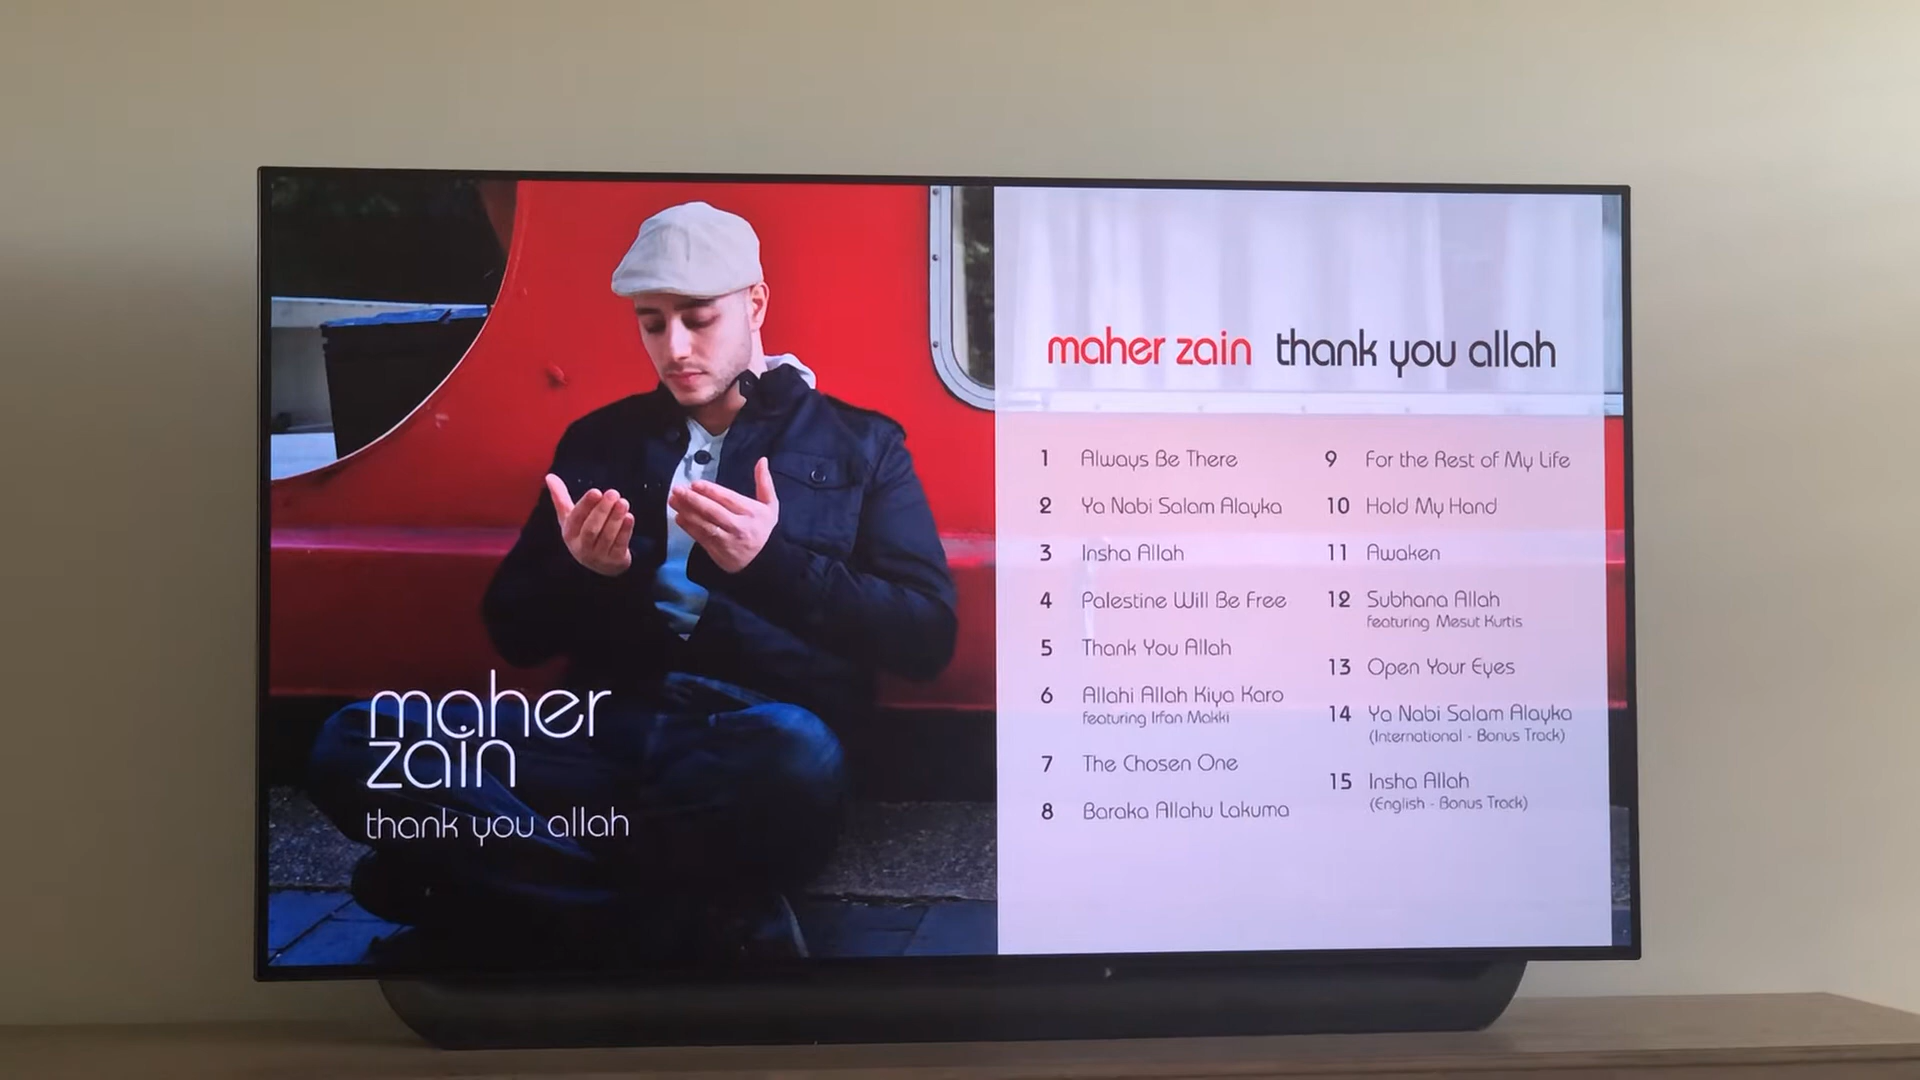 maher
zain
thank you allah
maher zain thank you allah
1 Always Be There
2 Ya Nabi Salam Alayka
3 Insha Allah
4 Palestine Will Be Free
5 Thank You Allah
6 Allahi Allah Kiya Karo
featuring Irfan Makki
7 The Chosen One
8 Baraka Allahu Lakuma
9 For the Rest of My Life
10 Hold My Hand
11 Awaken
12 Subhana Allah
featuring Mesut Kurtis
13 Open Your Eyes
14 Ya Nabi Salam Alayka
(International - Bonus Track)
15 Insha Allah
(English - Bonus Track)